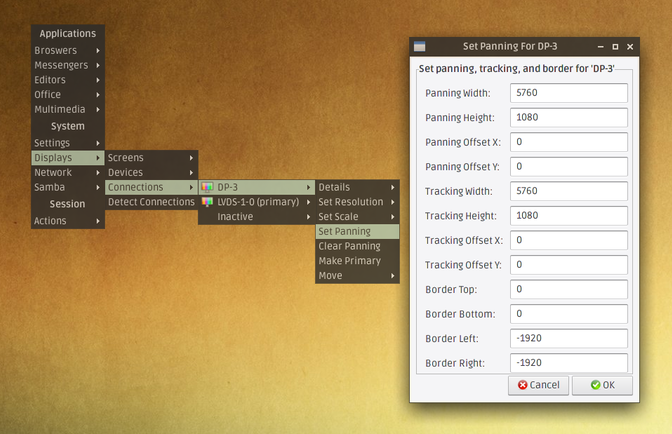 Applications
Broswers
Messengers
Editors
Office
Multimedia
System
Settings
Displays
Network
Samba
Session
Actions
Screens
Devices
Connections
Detect Connections
DP-3
LVDS-1-0 (primary)
Inactive
Details
Set Resolution
Set Scale
Set Panning
Clear Panning
Make Primary
Move
Set Panning For DP-3
Set panning, tracking, and border for 'DP-3'
Panning Width: 5760
Panning Height: 1080
Panning Offset X: 0
Panning Offset Y: 0
Tracking Width: 5760
Tracking Height: 1080
Tracking Offset X: 0
Tracking Offset Y: 0
Border Top: 0
Border Bottom: 0
Border Left: -1920
Border Right: -1920
Cancel OK